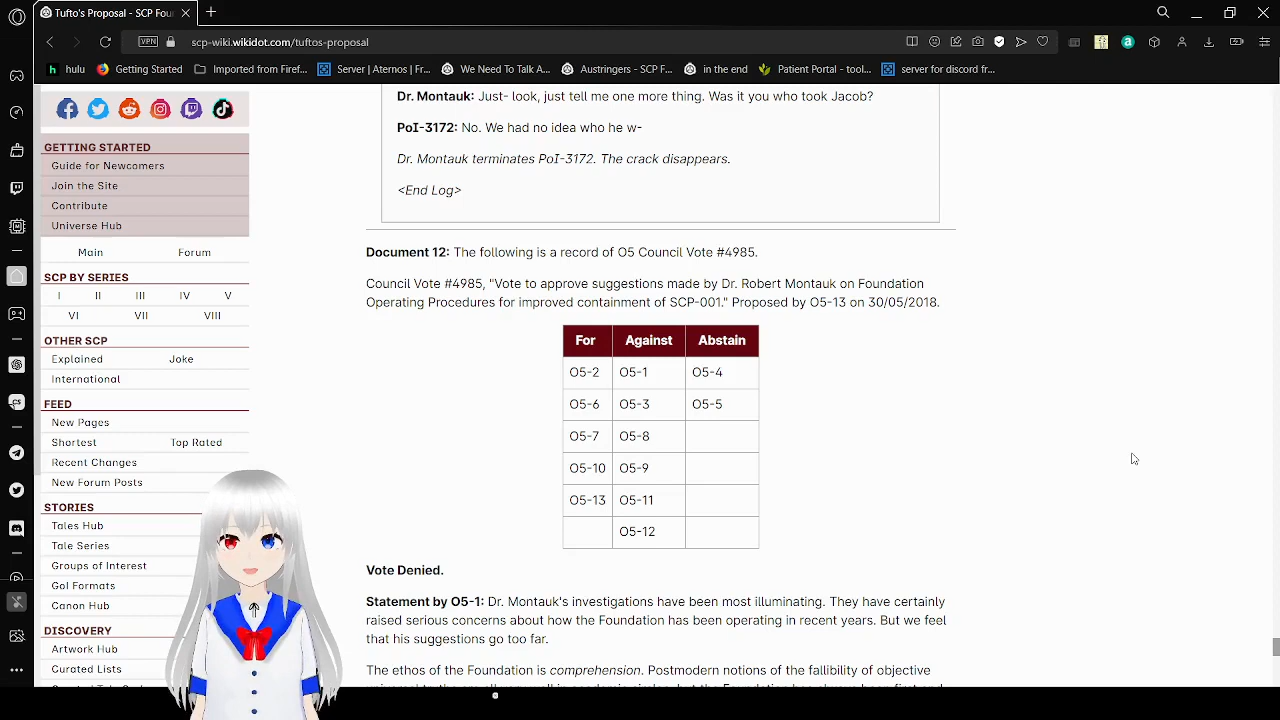 Tufto's Proposal - SCP Four
VPN
scp-wiki.wikidot.com/tuftos-proposal
hulu
Getting Started
Imported from Firef...
Server | Aternos | Fr...
We Need To Talk A...
Austringers - SCP F...
in the end
Patient Portal - tool...
server for discord fr...
GETTING STARTED
Guide for Newcomers
Join the Site
Contribute
Universe Hub
Main Forum
SCP BY SERIES
I II III IV V
VI VII VIII
OTHER SCP
Explained Joke
International
FEED
New Pages
Shortest Top Rated
Recent Changes
New Forum Posts
STORIES
Tales Hub
Tale Series
Groups of Interest
GoI Formats
Canon Hub
DISCOVERY
Artwork Hub
Curated Lists
Dr. Montauk: Just- look, just tell me one more thing. Was it you who took Jacob?
PoI-3172: No. We had no idea who he w-
Dr. Montauk terminates PoI-3172. The crack disappears.
<End Log>
Document 12: The following is a record of O5 Council Vote #4985.
Council Vote #4985, "Vote to approve suggestions made by Dr. Robert Montauk on Foundation
Operating Procedures for improved containment of SCP-001." Proposed by O5-13 on 30/05/2018.
For Against Abstain
O5-2 O5-1 O5-4
O5-6 O5-3 O5-5
O5-7 O5-8
O5-10 O5-9
O5-13 O5-11
O5-12
Vote Denied.
Statement by O5-1: Dr. Montauk's investigations have been most illuminating. They have certainly
raised serious concerns about how the Foundation has been operating in recent years. But we feel
that his suggestions go too far.
The ethos of the Foundation is comprehension. Postmodern notions of the fallibility of objective